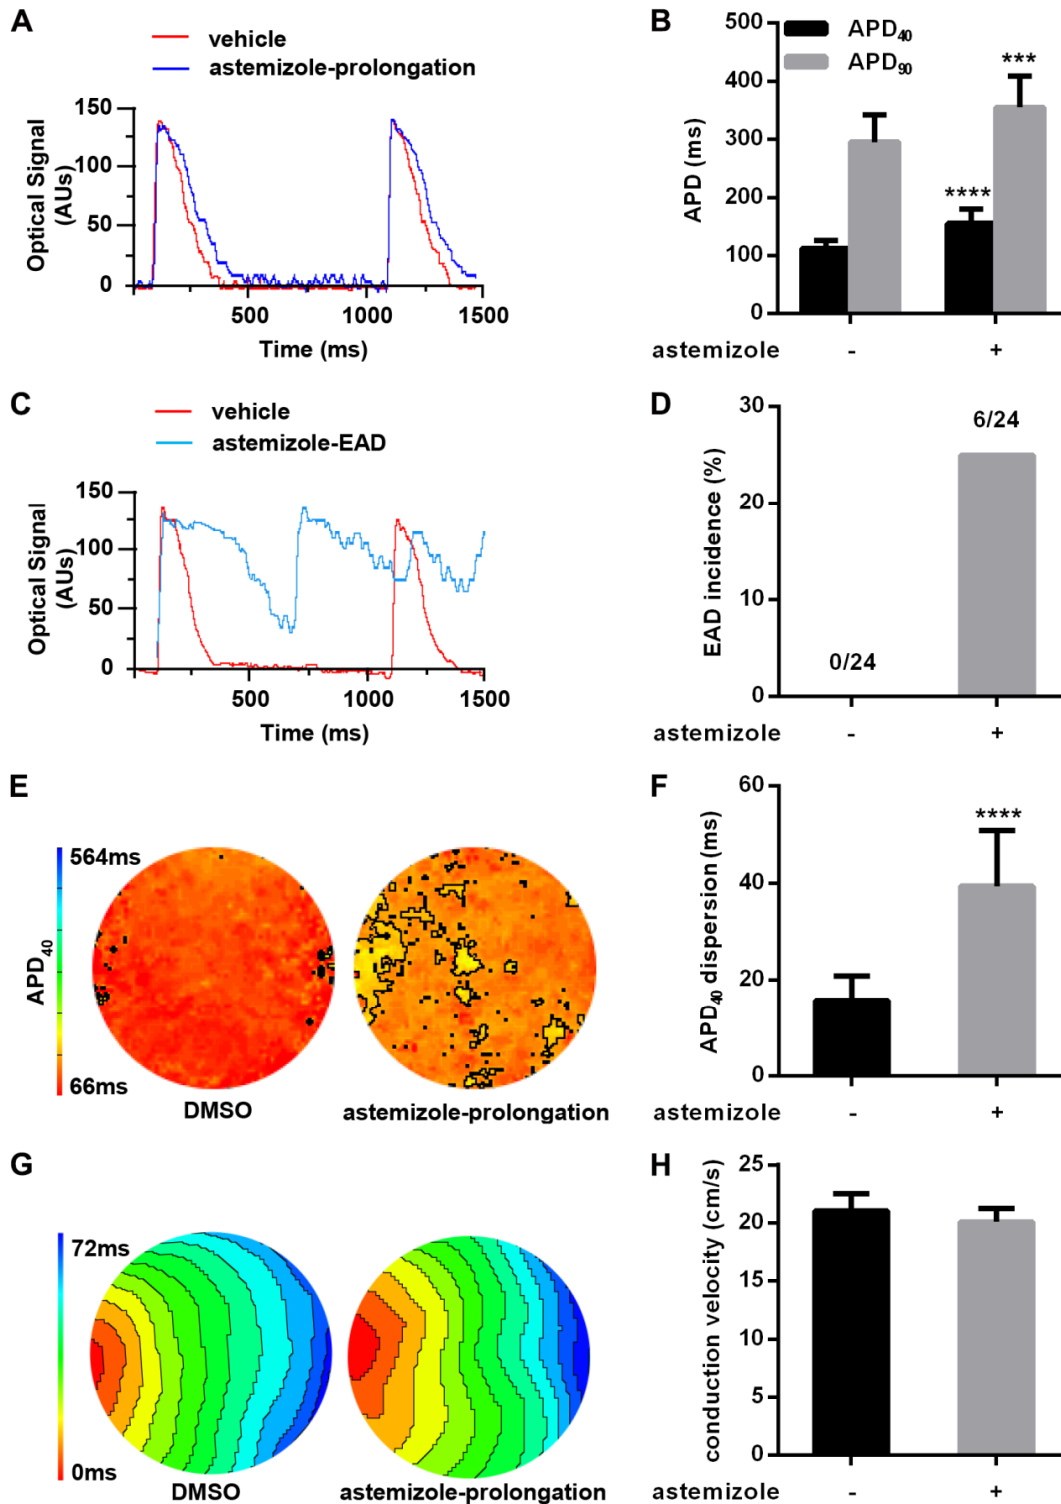 A
vehicle
astemizole-prolongation
Optical Signal
(AUs)
150
100
50
0
500
1000
1500
Time (ms)
B
APD40
APD90
APD (ms)
500
400
300
200
100
0
****
***
astemizole
-
+
C
vehicle
astemizole-EAD
Optical Signal
(AUs)
150
100
50
0
500
1000
1500
Time (ms)
D
EAD incidence (%)
30
20
10
0
0/24
6/24
astemizole
-
+
E
APD40
564ms
66ms
DMSO
astemizole-prolongation
F
APD40 dispersion (ms)
60
40
20
0
****
astemizole
-
+
G
72ms
0ms
DMSO
astemizole-prolongation
H
conduction velocity (cm/s)
25
20
15
10
5
0
astemizole
-
+